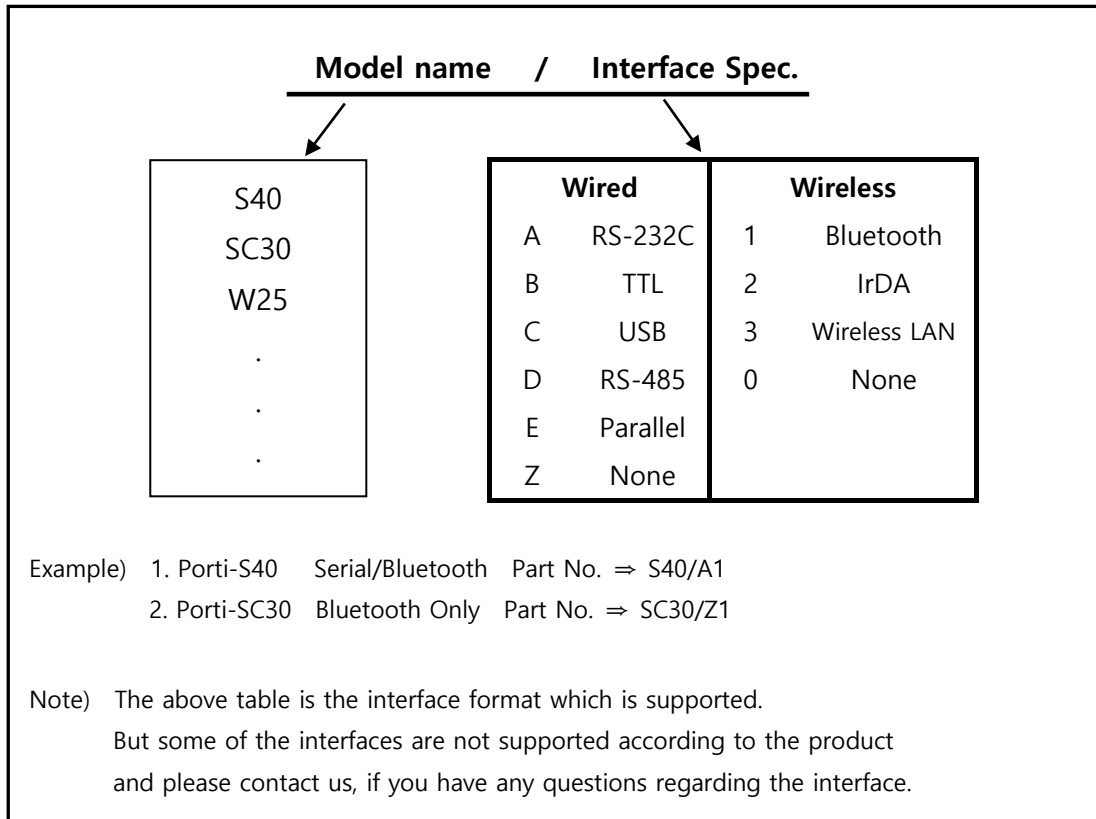 Model name / Interface Spec.
S40
SC30
W25
.
.
.
Wired Wireless
A RS-232C 1 Bluetooth
B TTL 2 IrDA
C USB 3 Wireless LAN
D RS-485 0 None
E Parallel
Z None
Example) 1. Porti-S40 Serial/Bluetooth Part No. ⇒ S40/A1
2. Porti-SC30 Bluetooth Only Part No. ⇒ SC30/Z1
Note) The above table is the interface format which is supported.
But some of the interfaces are not supported according to the product
and please contact us, if you have any questions regarding the interface.